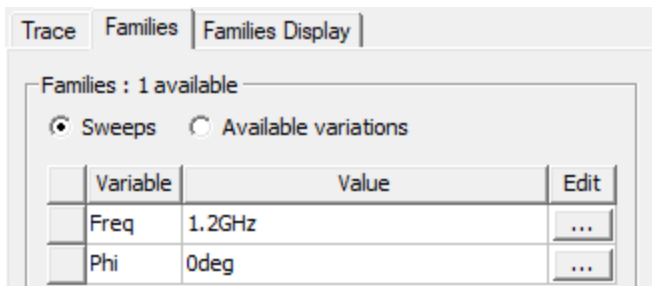 Trace Families Families Display
Families : 1 available
Sweeps Available variations
Variable Value Edit
Freq 1.2GHz ...
Phi 0deg ...